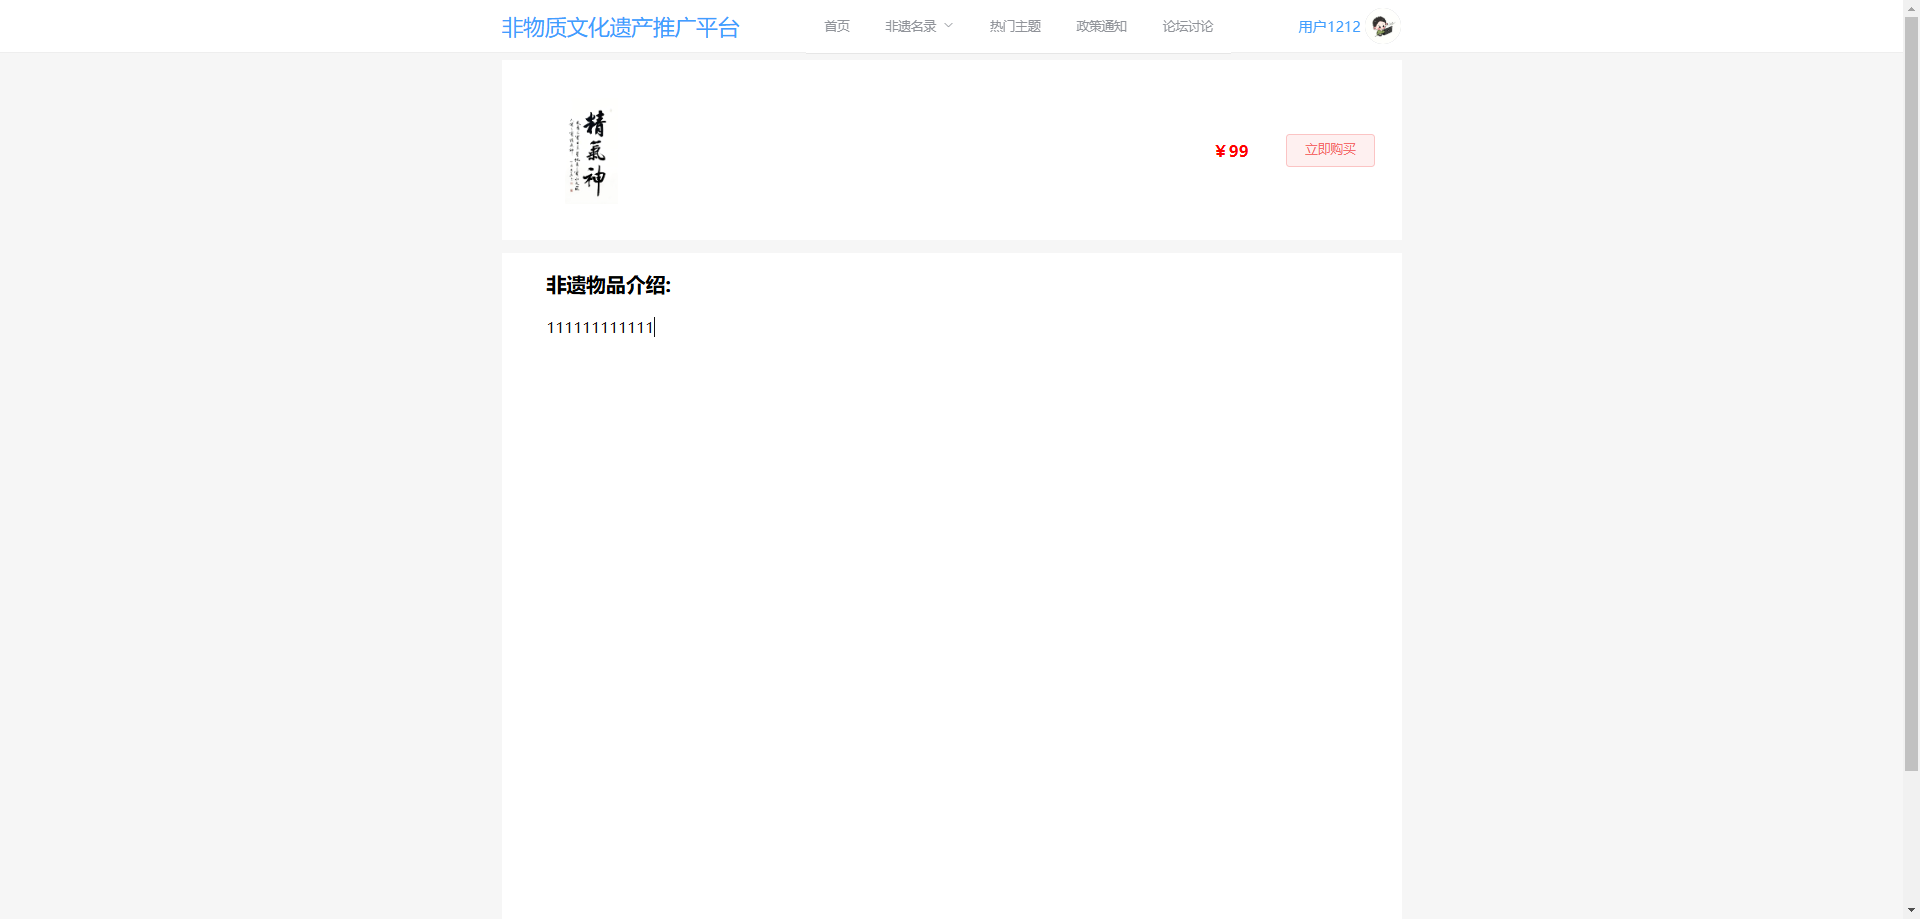 非物质文化遗产推广平台
首页 非遗名录 热门主题 政策通知 论坛讨论
用户1212
精
氣
神
¥99
立即购买
非遗物品介绍:
111111111111